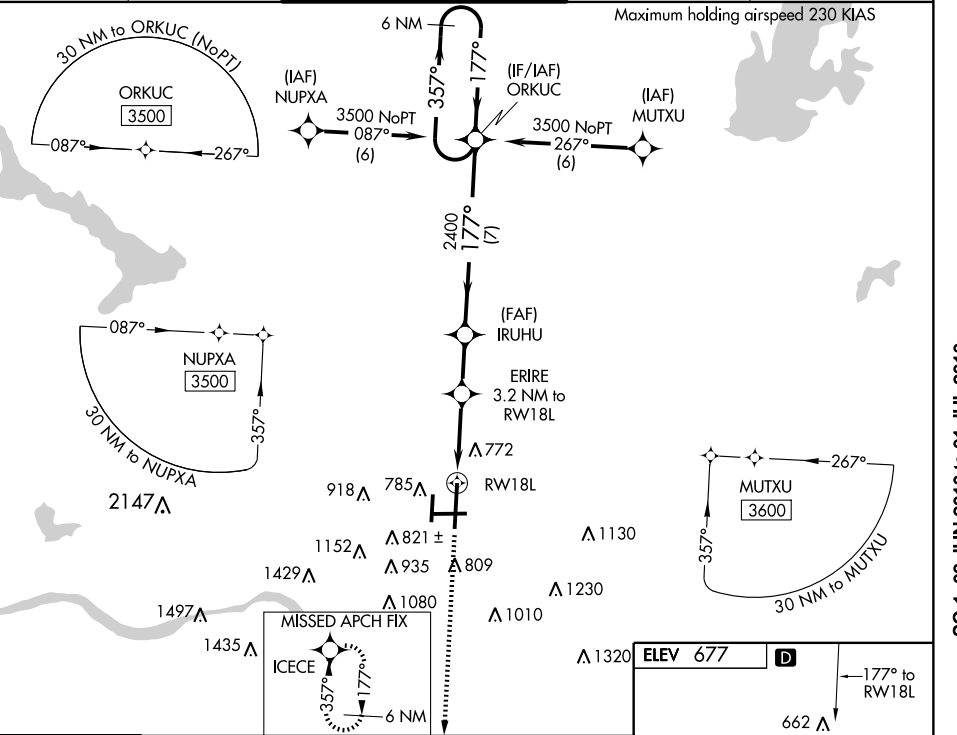 Maximum holding airspeed 230 KIAS
6 NM
357°
177°
30 NM to ORKUC (NoPT)
ORKUC
3500
087°
267°
(IAF)
NUPXA
3500 NoPT
087°
(6)
(IF/IAF)
ORKUC
(IAF)
MUTXU
3500 NoPT
267°
(6)
2400
177°
(7)
(FAF)
IRUHU
ERIRE
3.2 NM to
RW18L
087°
NUPXA
3500
357°
30 NM to NUPXA
2147
772
918
785
RW18L
267°
MUTXU
3600
357°
30 NM to MUTXU
821 ±
1130
1152
935
809
1429
1230
1080
1010
1497
1435
1320
MISSED APCH FIX
ICECE
357°
177°
6 NM
ELEV 677
D
177° to
RW18L
662